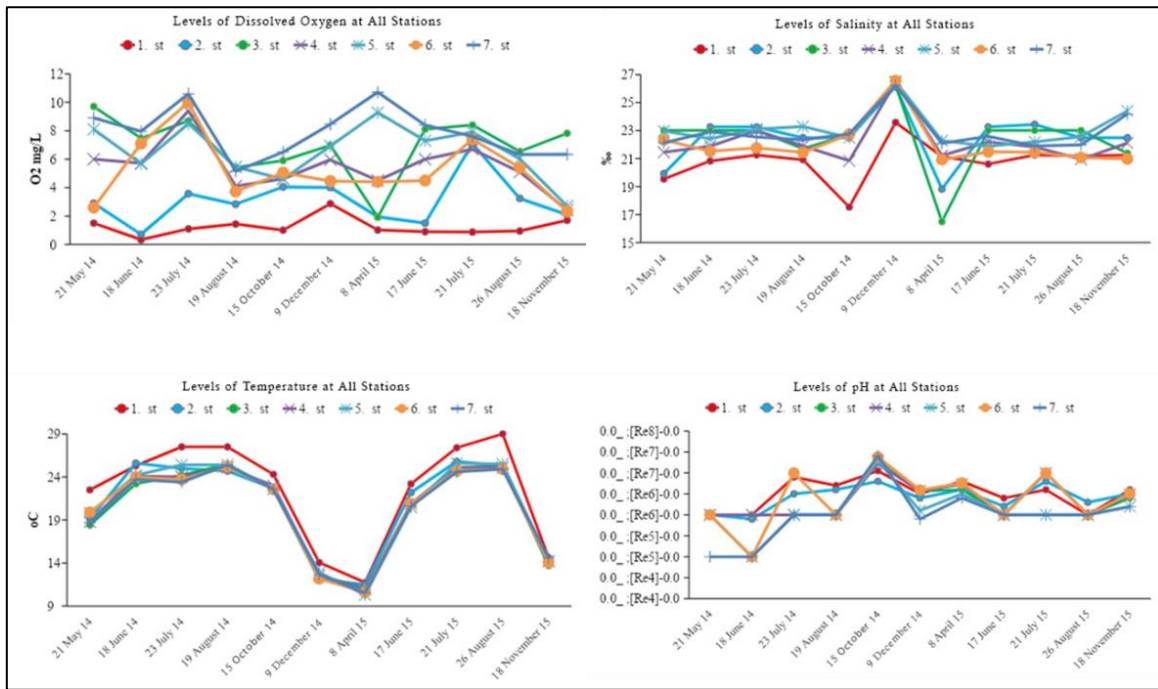 Levels of Dissolved Oxygen at All Stations
1. st 2. st 3. st 4. st 5. st 6. st 7. st
O2 mg/L
12
10
8
6
4
2
0
21 May 14
18 June 14
23 July 14
19 August 14
15 October 14
9 December 14
8 April 15
17 June 15
21 July 15
26 August 15
18 November 15
Levels of Salinity at All Stations
1. st 2. st 3. st 4. st 5. st 6. st 7. st
‰
27
25
23
21
19
17
15
21 May 14
18 June 14
23 July 14
19 August 14
15 October 14
9 December 14
8 April 15
17 June 15
21 July 15
26 August 15
18 November 15
Levels of Temperature at All Stations
1. st 2. st 3. st 4. st 5. st 6. st 7. st
oC
29
24
19
14
9
21 May 14
18 June 14
23 July 14
19 August 14
15 October 14
9 December 14
8 April 15
17 June 15
21 July 15
26 August 15
18 November 15
Levels of pH at All Stations
1. st 2. st 3. st 4. st 5. st 6. st 7. st
0.0_ ;[Re8]-0.0
0.0_ ;[Re7]-0.0
0.0_ ;[Re7]-0.0
0.0_ ;[Re6]-0.0
0.0_ ;[Re6]-0.0
0.0_ ;[Re5]-0.0
0.0_ ;[Re5]-0.0
0.0_ ;[Re4]-0.0
0.0_ ;[Re4]-0.0
21 May 14
18 June 14
23 July 14
19 August 14
15 October 14
9 December 14
8 April 15
17 June 15
21 July 15
26 August 15
18 November 15